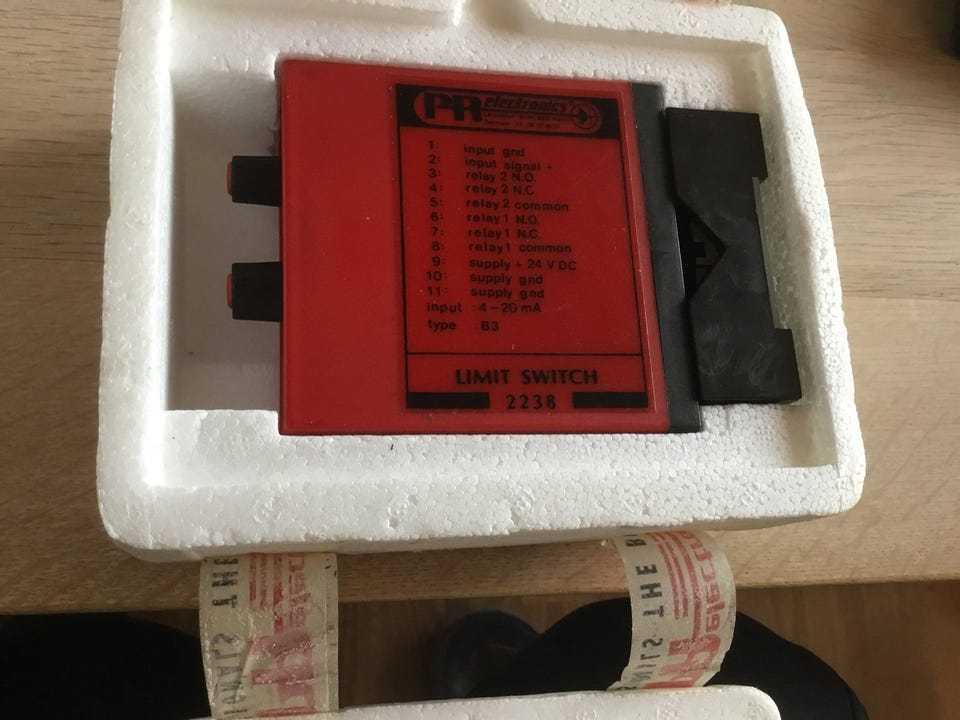 PR electronics
1: input gnd
2: input signal +
3: relay 2 N.O.
4: relay 2 N.C.
5: relay 2 common
6: relay 1 N.O.
7: relay 1 N.C.
8: relay 1 common
9: supply + 24 V DC
10: supply gnd
11: supply gnd
input : 4 - 20 mA
type : B3
LIMIT SWITCH
2238
THE